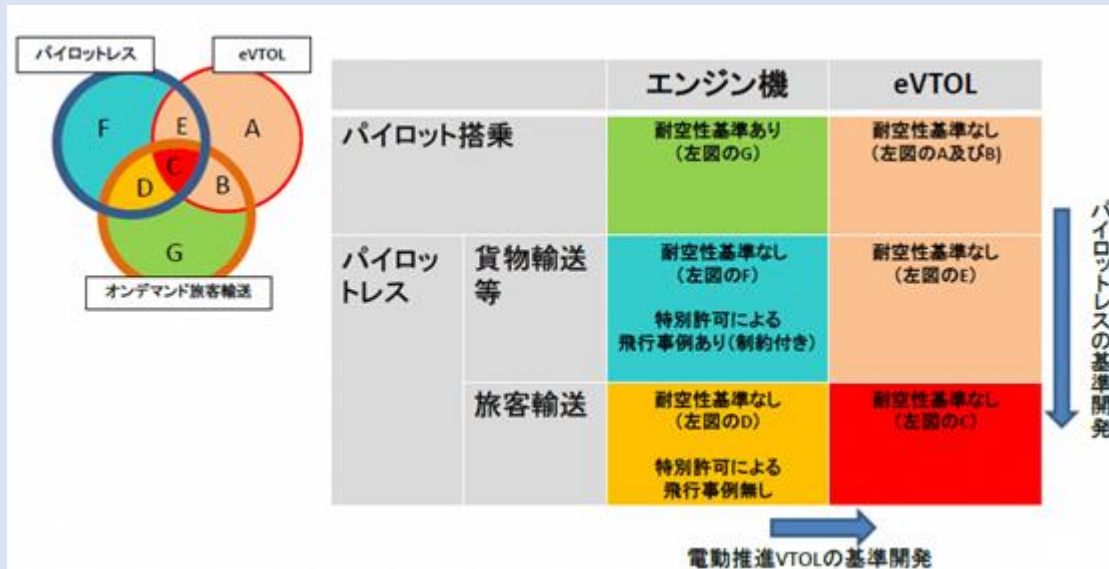 パイロットレス
eVTOL
F
E
A
C
D
B
G
オンデマンド旅客輸送
エンジン機
eVTOL
パイロット搭乗
耐空性基準あり
(左図のG)
耐空性基準なし
(左図のA及びB)
パイロッ
トレス
貨物輸送
等
耐空性基準なし
(左図のF)
特別許可による
飛行事例あり(制約付き)
耐空性基準なし
(左図のE)
旅客輸送
耐空性基準なし
(左図のD)
特別許可による
飛行事例無し
耐空性基準なし
(左図のC)
パイロットレスの基準開発
電動推進VTOLの基準開発